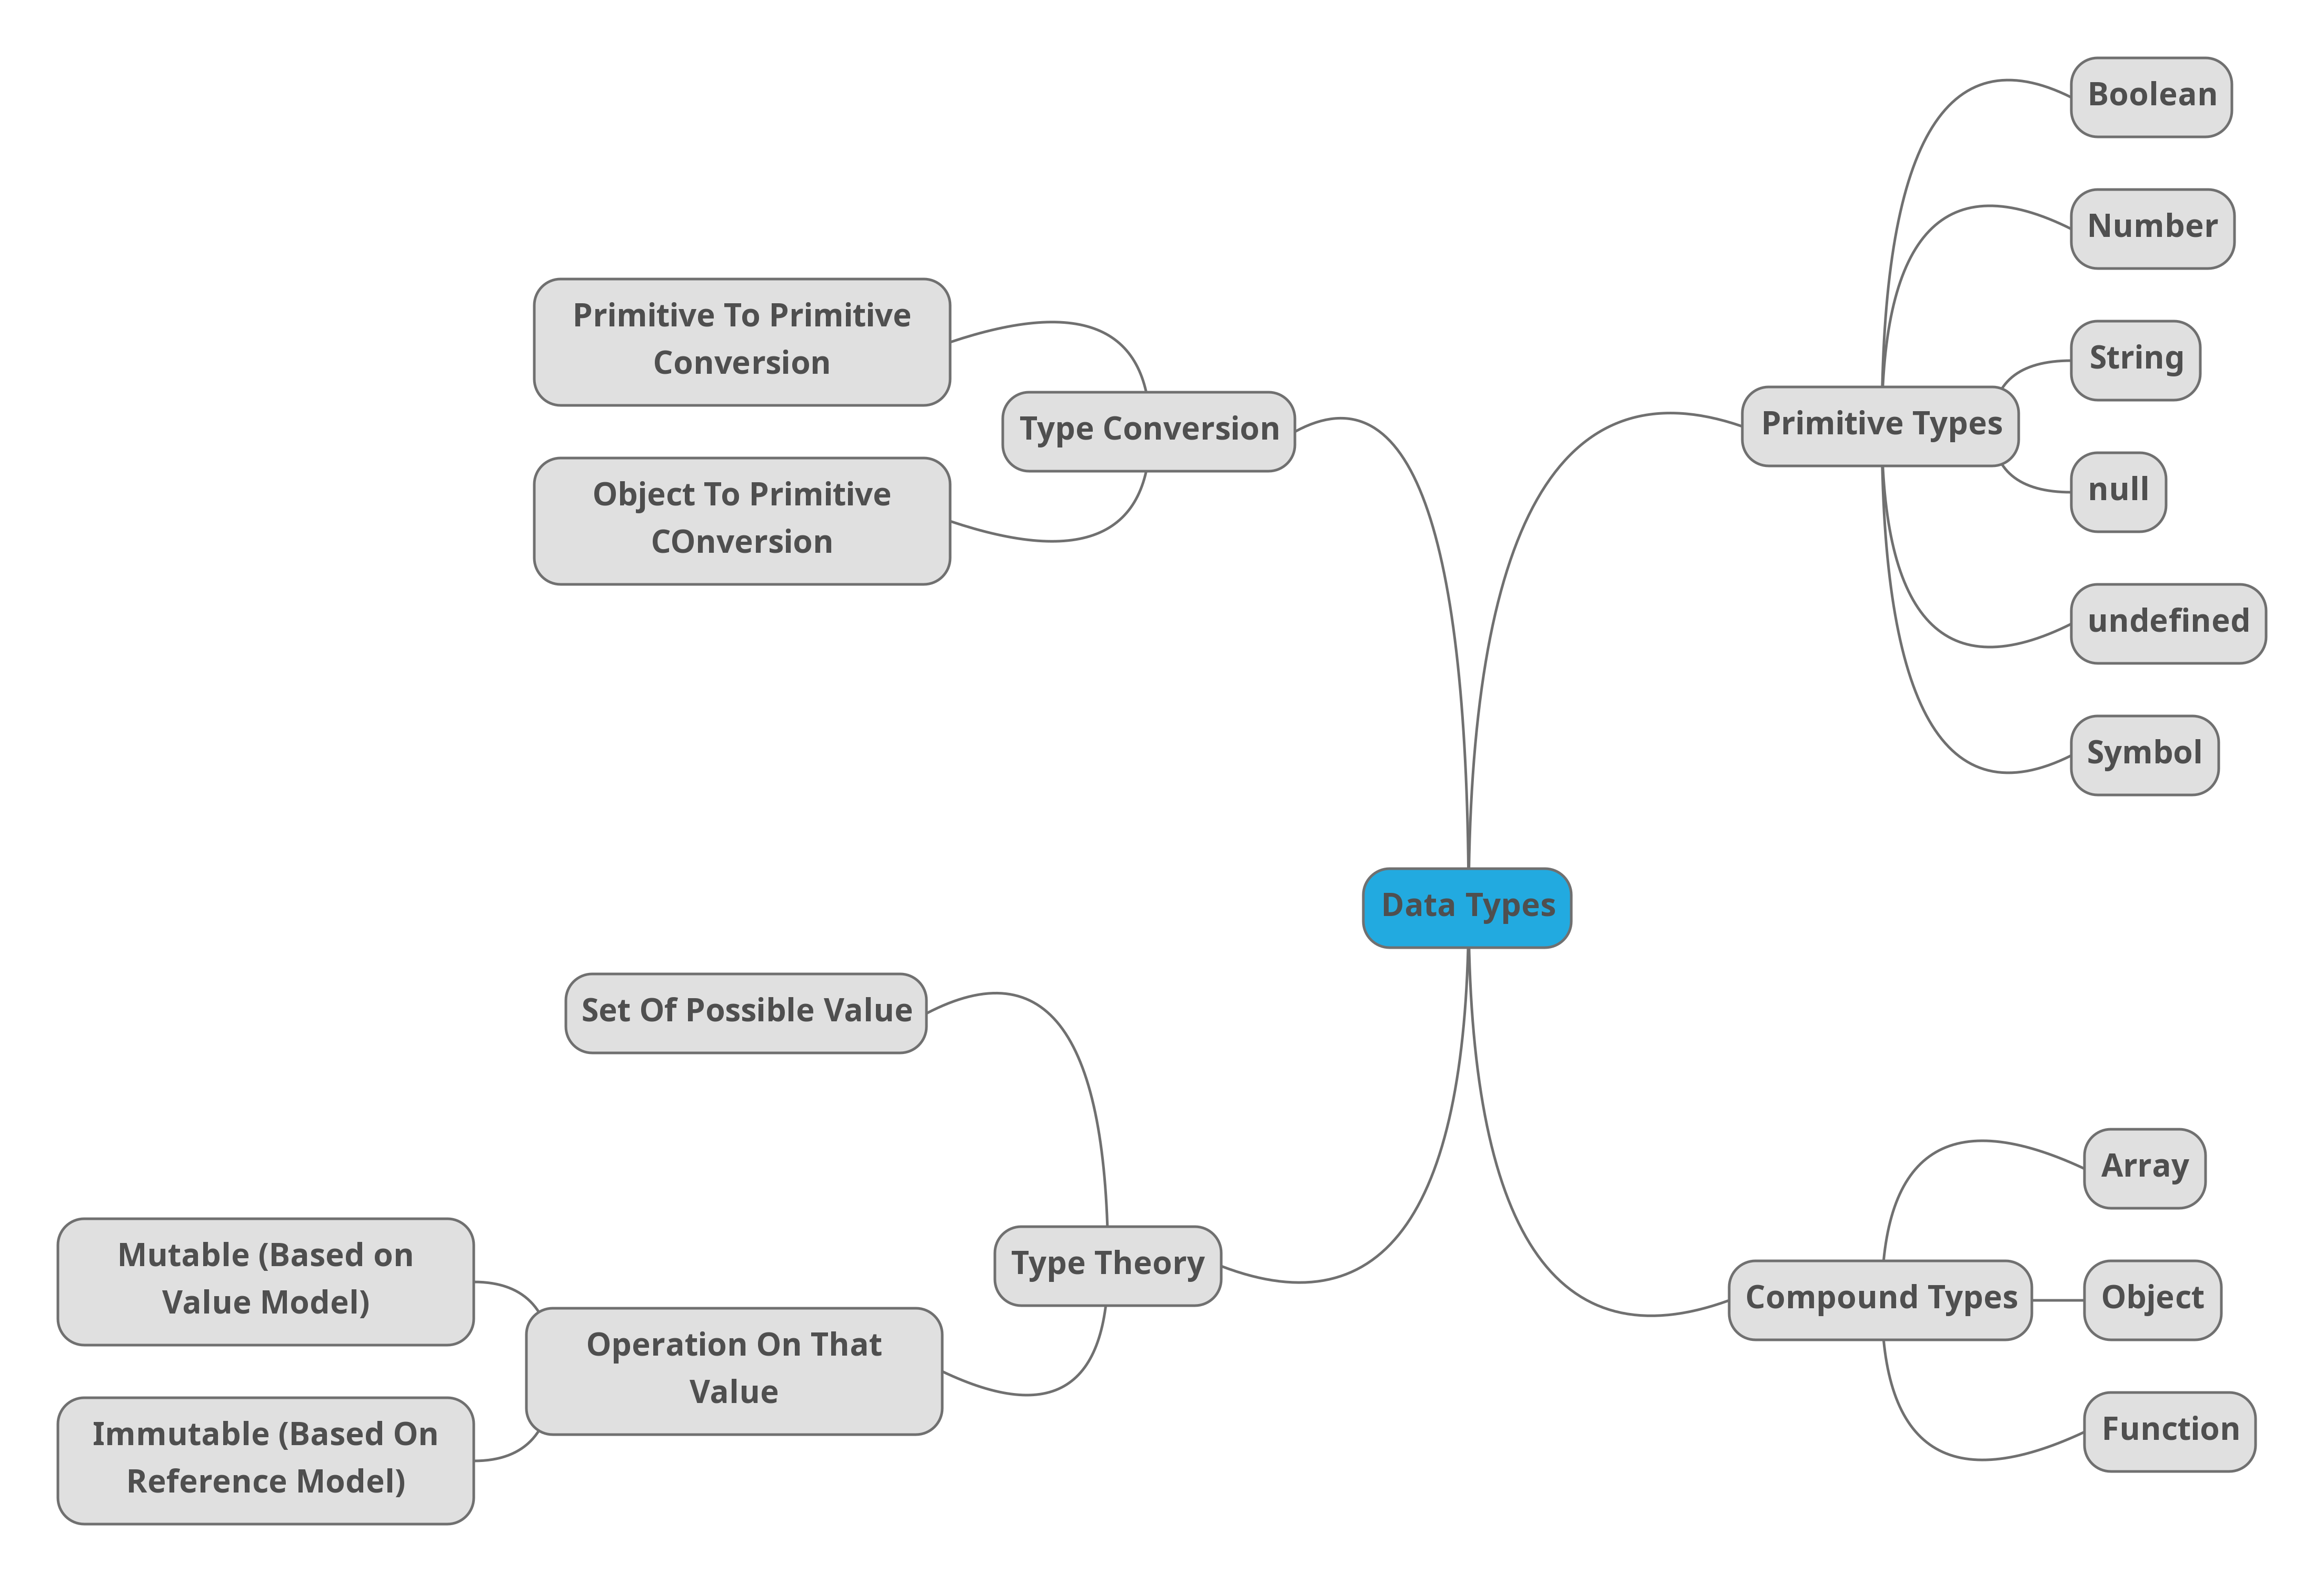 Boolean
Number
String
null
undefined
Symbol
Primitive Types
Primitive To Primitive
Conversion
Object To Primitive
COnversion
Type Conversion
Data Types
Set Of Possible Value
Type Theory
Operation On That
Value
Mutable (Based on
Value Model)
Immutable (Based On
Reference Model)
Compound Types
Array
Object
Function